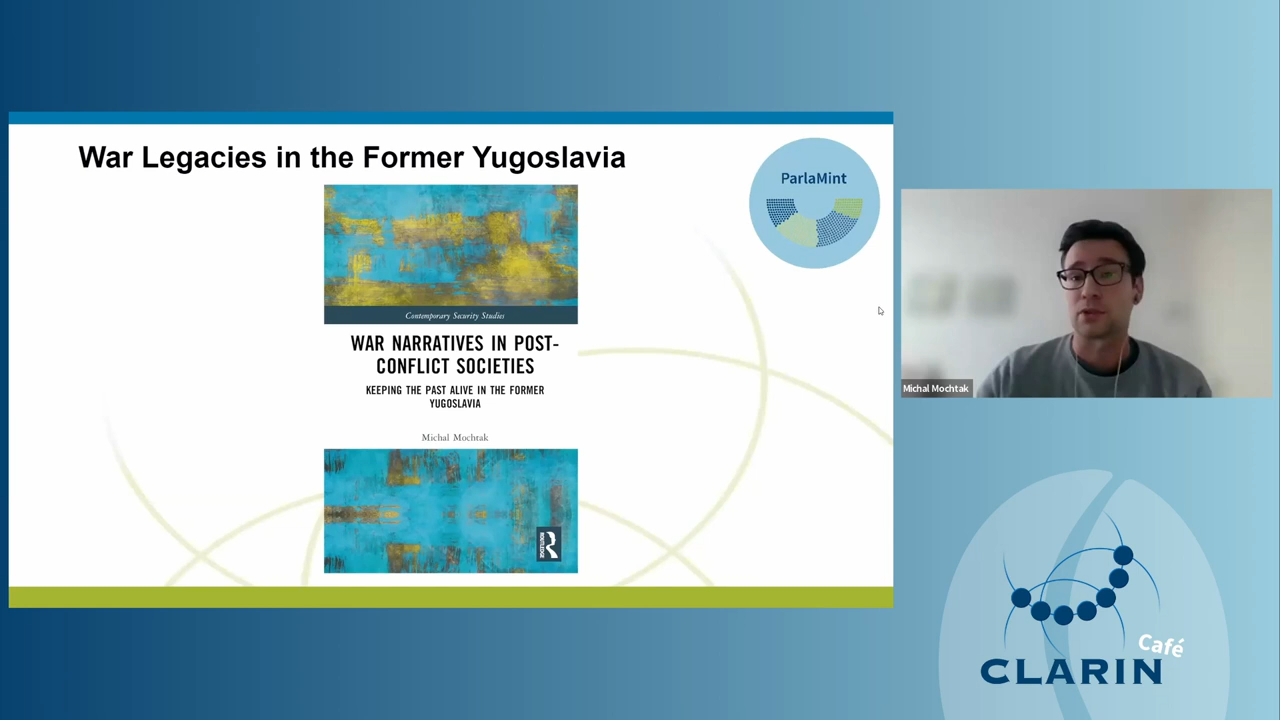 War Legacies in the Former Yugoslavia
ParlaMint
Contemporary Security Studies
WAR NARRATIVES IN POST-
CONFLICT SOCIETIES
KEEPING THE PAST ALIVE IN THE FORMER
YUGOSLAVIA
Michal Mochtak
ROUTLEDGE
Michal Mochtak
Café
CLARIN